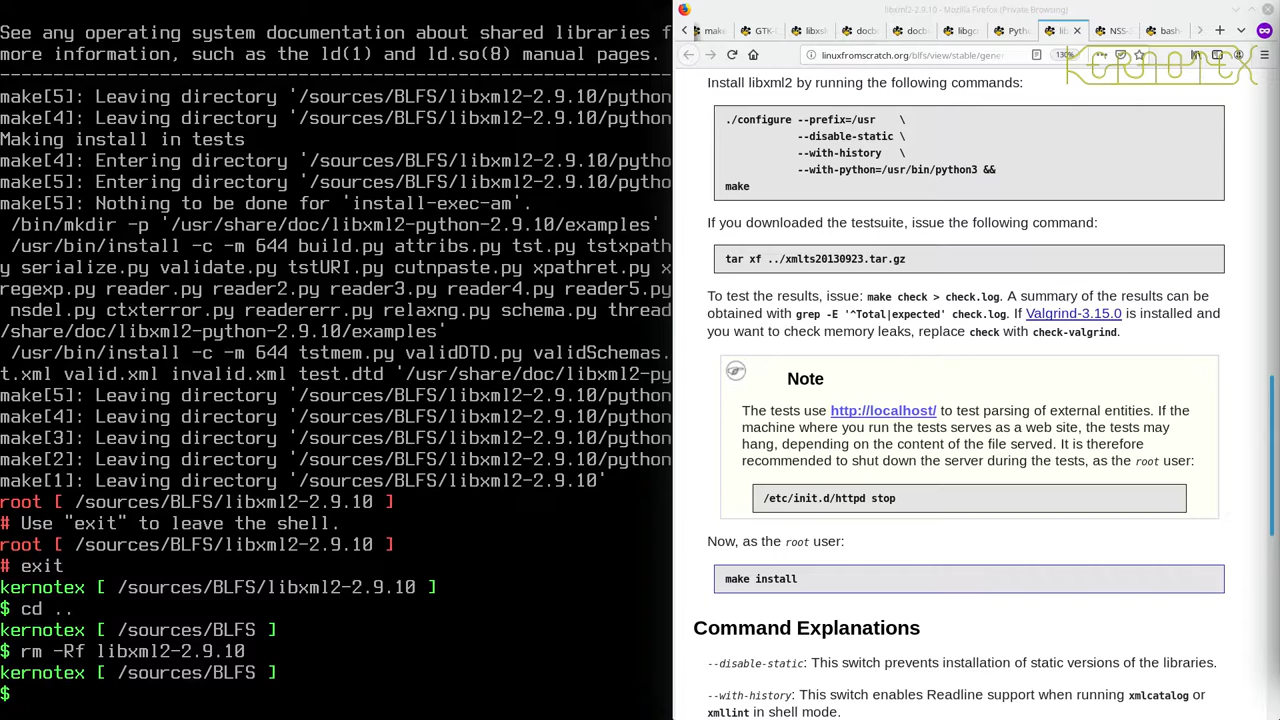 See any operating system documentation about shared libraries f
more information, such as the ld(1) and ld.so(8) manual pages.
----------------------------------------------------------------------
make[5]: Leaving directory '/sources/BLFS/libxml2-2.9.10/python
make[4]: Leaving directory '/sources/BLFS/libxml2-2.9.10/python
Making install in tests
make[4]: Entering directory '/sources/BLFS/libxml2-2.9.10/pytho
make[5]: Entering directory '/sources/BLFS/libxml2-2.9.10/pytho
make[5]: Nothing to be done for 'install-exec-am'.
/bin/mkdir -p '/usr/share/doc/libxml2-python-2.9.10/examples'
/usr/bin/install -c -m 644 build.py attribs.py tst.py tstxpath
y serialize.py validate.py tstURI.py cutnpaste.py xpathret.py x
regexp.py reader.py reader2.py reader3.py reader4.py reader5.py
nsdel.py ctxterror.py readererr.py relaxng.py schema.py thread
/share/doc/libxml2-python-2.9.10/examples'
/usr/bin/install -c -m 644 tstmem.py validDTD.py validSchemas.
t.xml valid.xml invalid.xml test.dtd '/usr/share/doc/libxml2-py
make[5]: Leaving directory '/sources/BLFS/libxml2-2.9.10/python
make[4]: Leaving directory '/sources/BLFS/libxml2-2.9.10/python
make[3]: Leaving directory '/sources/BLFS/libxml2-2.9.10/python
make[2]: Leaving directory '/sources/BLFS/libxml2-2.9.10/python
make[1]: Leaving directory '/sources/BLFS/libxml2-2.9.10'
root [ /sources/BLFS/libxml2-2.9.10 ]
# Use "exit" to leave the shell.
root [ /sources/BLFS/libxml2-2.9.10 ]
# exit
kernotex [ /sources/BLFS/libxml2-2.9.10 ]
$ cd ..
kernotex [ /sources/BLFS ]
$ rm -Rf libxml2-2.9.10
kernotex [ /sources/BLFS ]
$
libxml2-2.9.10 - Mozilla Firefox (Private Browsing)
make- GTK-D libxsl docbo docbo libgc Pytho lib NSS- bash-
linuxfromscratch.org/blfs/view/stable/gener 130%
KERNOTEX
Install libxml2 by running the following commands:
./configure --prefix=/usr \
--disable-static \
--with-history \
--with-python=/usr/bin/python3 &&
make
If you downloaded the testsuite, issue the following command:
tar xf ../xmlts20130923.tar.gz
To test the results, issue: make check > check.log. A summary of the results can be
obtained with grep -E '^Total|expected' check.log. If Valgrind-3.15.0 is installed and
you want to check memory leaks, replace check with check-valgrind.
Note
The tests use http://localhost/ to test parsing of external entities. If the
machine where you run the tests serves as a web site, the tests may
hang, depending on the content of the file served. It is therefore
recommended to shut down the server during the tests, as the root user:
/etc/init.d/httpd stop
Now, as the root user:
make install
Command Explanations
--disable-static: This switch prevents installation of static versions of the libraries.
--with-history: This switch enables Readline support when running xmlcatalog or
xmllint in shell mode.